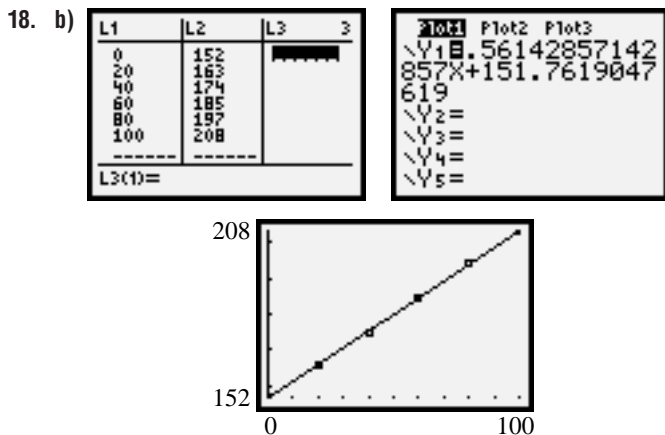 18. b)
L1 L2 L3 3
0 152
20 163
40 174
60 185
80 197
100 208
------ ------
L3(1)=
Plot1 Plot2 Plot3
\Y1=.56142857142
857X+151.7619047
619
\Y2=
\Y3=
\Y4=
\Y5=
208
152
0 100